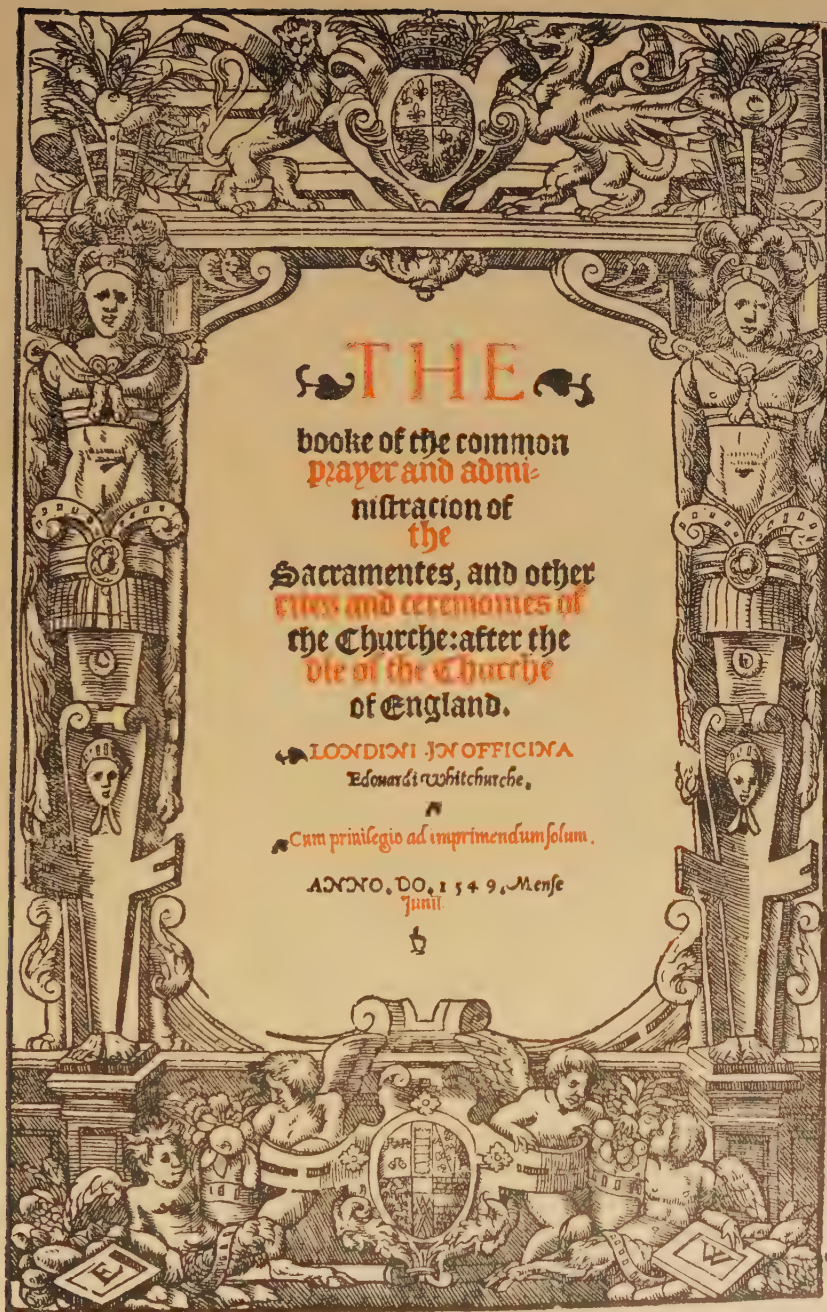 THE
booke of the common
prayer and admi-
nistracion of
the
Sacramentes, and other
rites and ceremonies of
the Churche: after the
vse of the Churche
of England.
LONDINI IN OFFICINA
Edouardi Whitchurche.
Cum priuilegio ad imprimendum solum.
ANNO. DO. 1549. Mense
Junii.
E
W